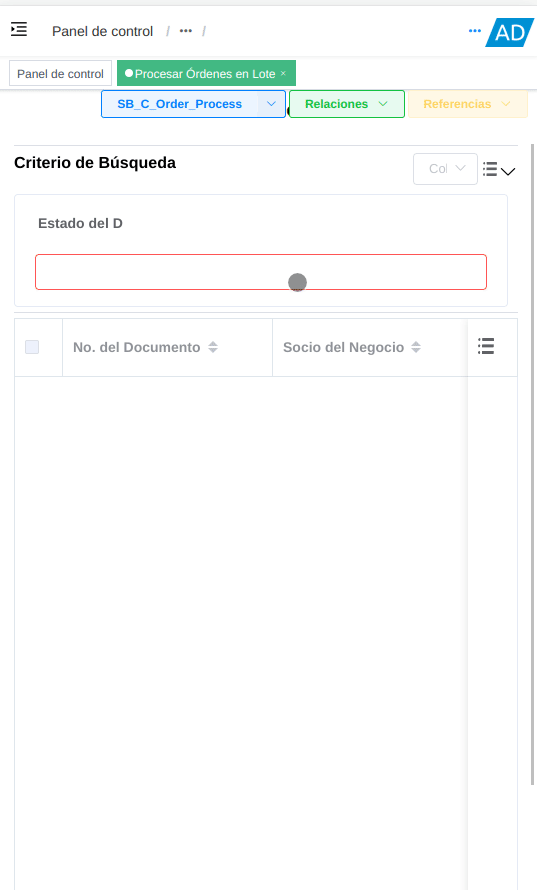 Panel de control / ••• / ••• AD
Panel de control Procesar Órdenes en Lote ×
SB_C_Order_Process Relaciones Referencias
Criterio de Búsqueda
Estado del D
No. del Documento Socio del Negocio